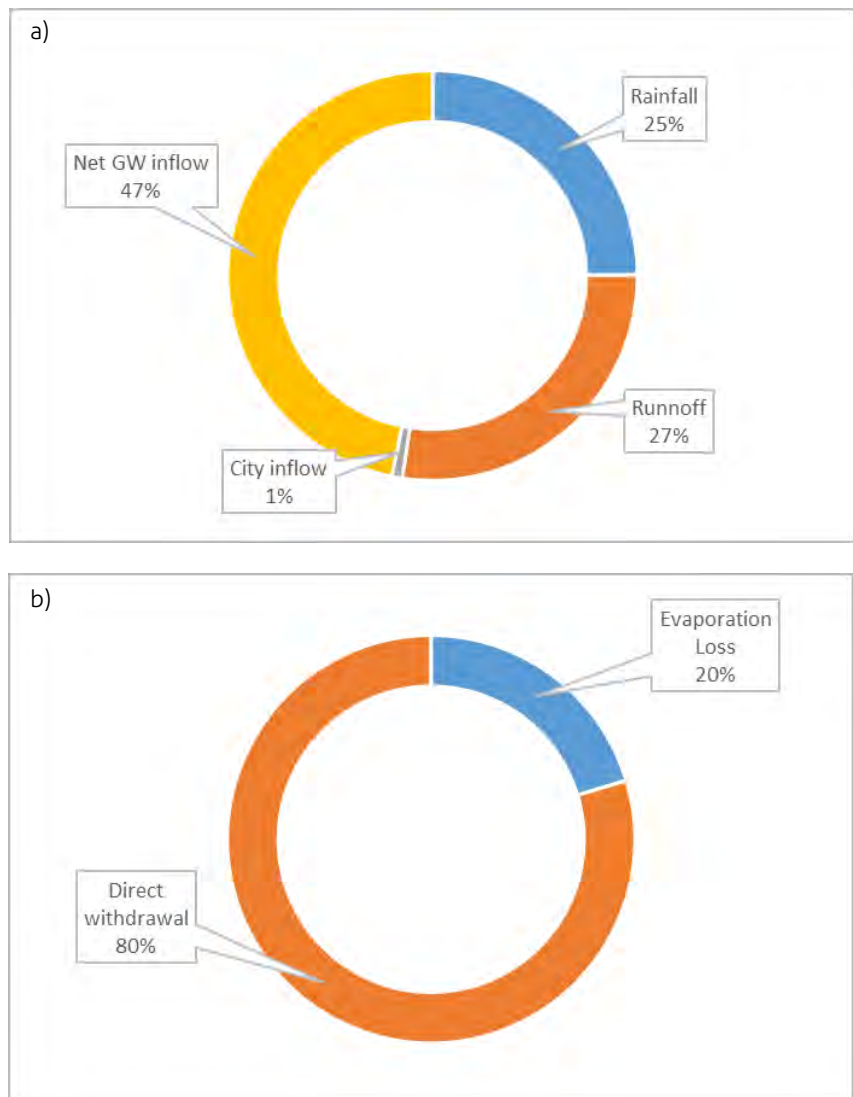 a)
Rainfall
25%
Net GW inflow
47%
Runnoff
27%
City inflow
1%
b)
Evaporation
Loss
20%
Direct
withdrawal
80%